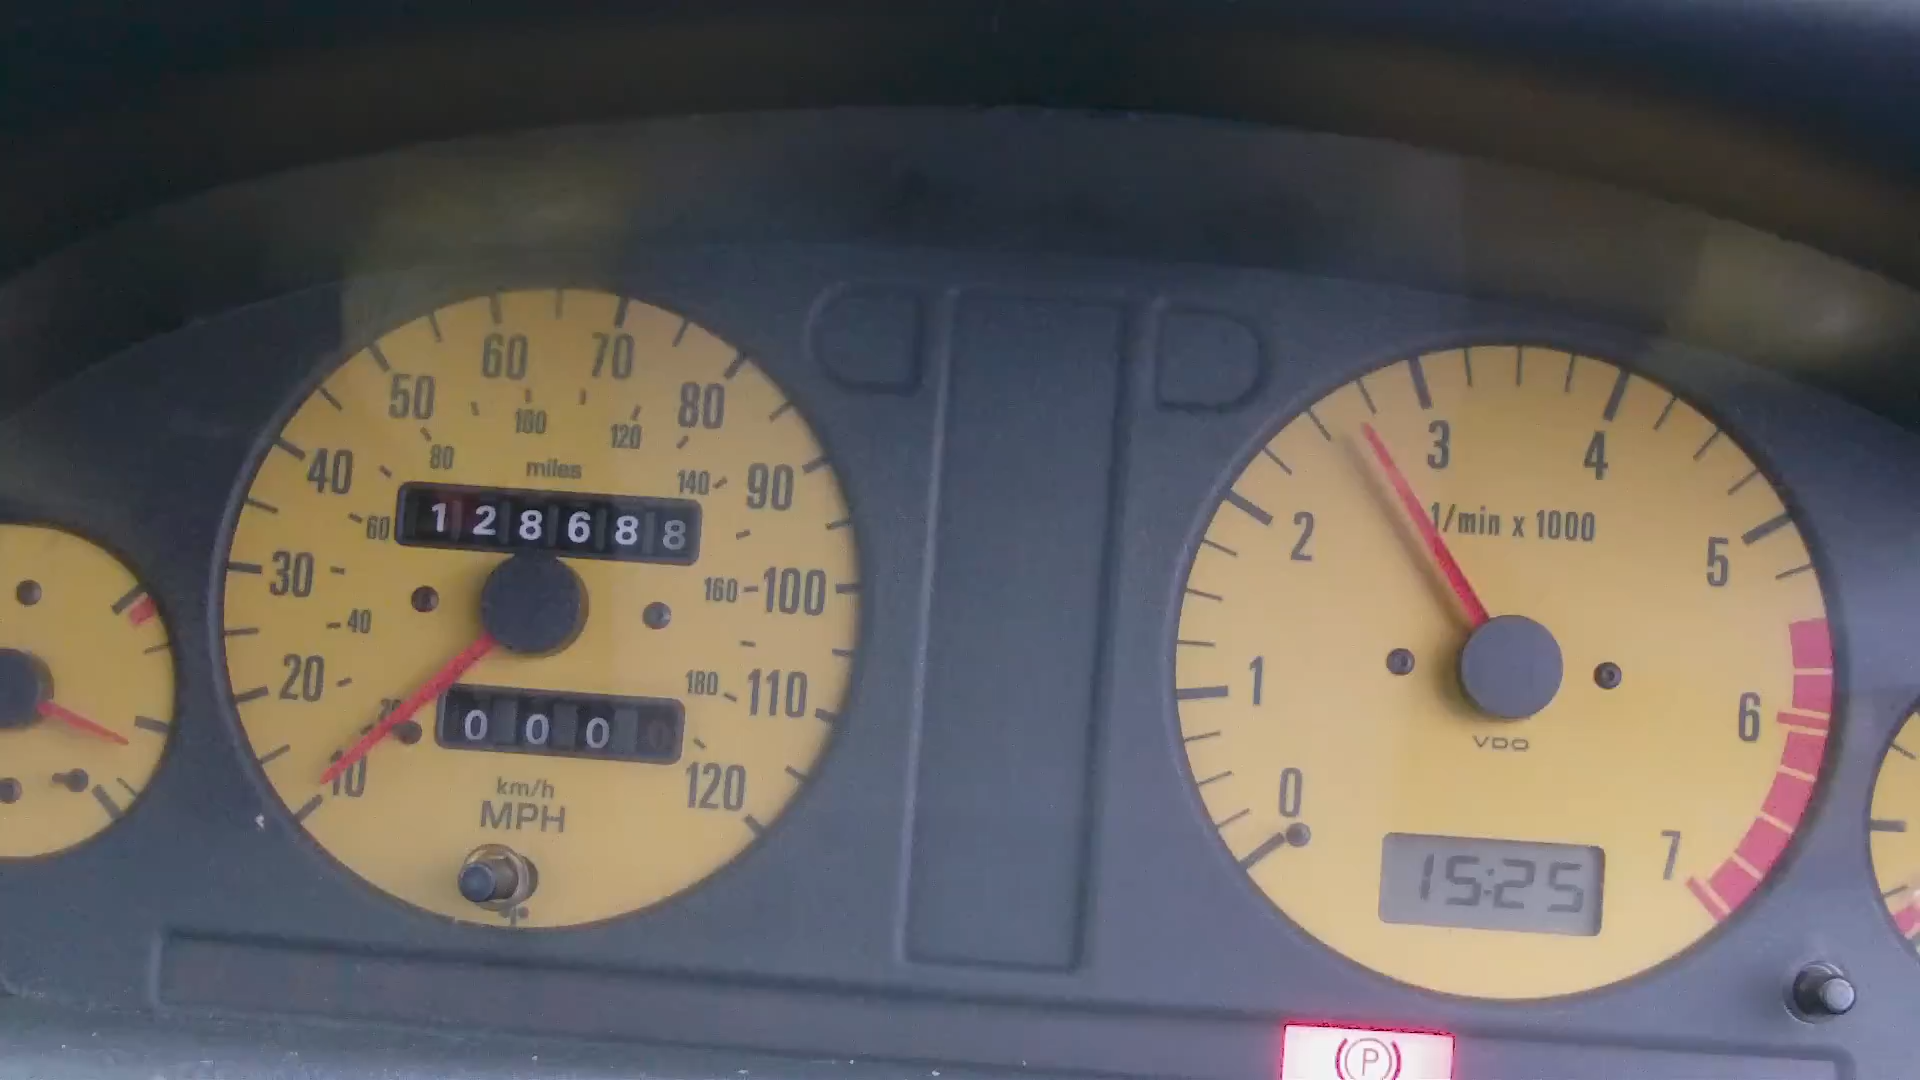 60 70
50 80
100 120
40 80 miles 140 90
60 128688
30 160 100
40
20 180 110
000
10 120
km/h
MPH
3 4
2 1/min x 1000 5
1
6
VDO
0
7
15:25
P